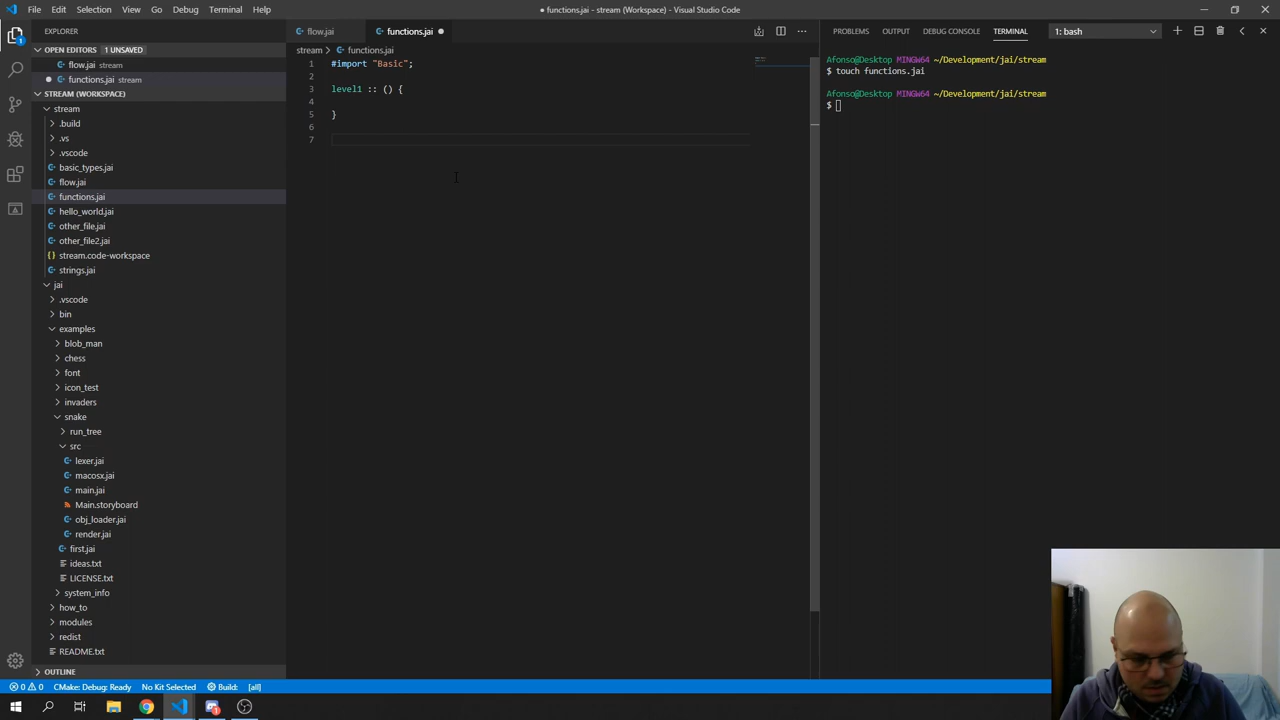 File Edit Selection View Go Debug Terminal Help
● functions.jai - stream (Workspace) - Visual Studio Code
EXPLORER
OPEN EDITORS 1 UNSAVED
flow.jai stream
functions.jai stream
STREAM (WORKSPACE)
stream
.build
.vs
.vscode
basic_types.jai
flow.jai
functions.jai
hello_world.jai
other_file.jai
other_file2.jai
stream.code-workspace
strings.jai
jai
.vscode
bin
examples
blob_man
chess
font
icon_test
invaders
snake
run_tree
src
lexer.jai
macosx.jai
main.jai
Main.storyboard
obj_loader.jai
render.jai
first.jai
ideas.txt
LICENSE.txt
system_info
how_to
modules
redist
README.txt
OUTLINE
flow.jai functions.jai
stream > functions.jai
1 #import "Basic";
2
3 level1 :: () {
4
5 }
6
7
PROBLEMS OUTPUT DEBUG CONSOLE TERMINAL 1: bash
Afonso@Desktop MINGW64 ~/Development/jai/stream
$ touch functions.jai
Afonso@Desktop MINGW64 ~/Development/jai/stream
$
0 0 CMake: Debug: Ready No Kit Selected Build: [all]